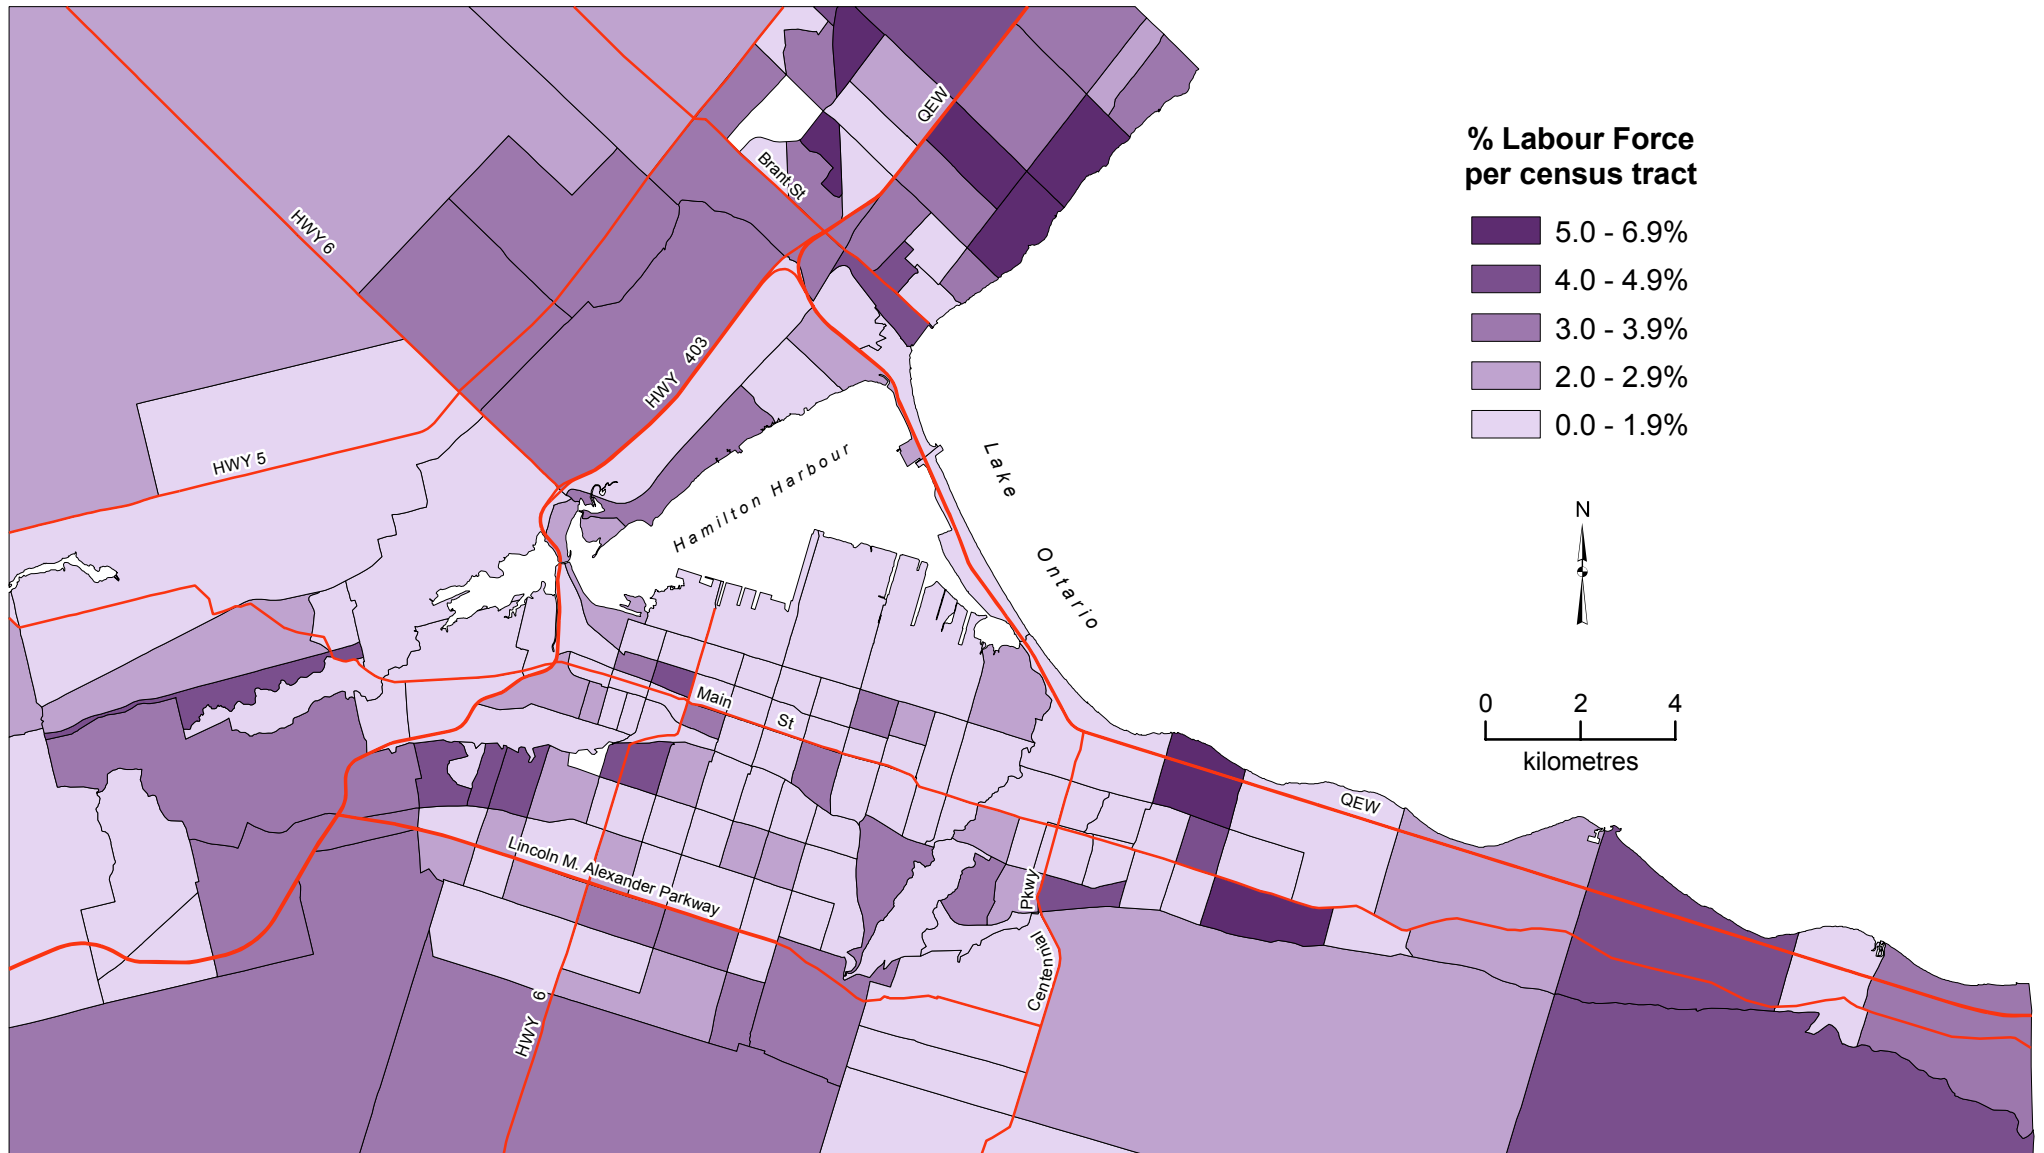 % Labour Force
per census tract
5.0 - 6.9%
4.0 - 4.9%
3.0 - 3.9%
2.0 - 2.9%
0.0 - 1.9%
N
0 2 4
kilometres
QEW
Brant St
HWY 6
HWY 403
HWY 5
Hamilton Harbour
Lake
Ontario
Main St
QEW
Lincoln M. Alexander Parkway
Centennial Pkwy
HWY 6